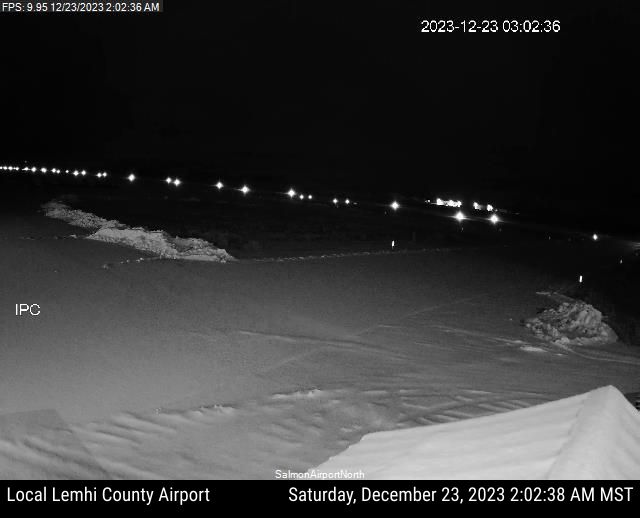 FPS: 9.95 12/23/2023 2:02:36 AM
2023-12-23 03:02:36
IPC
SalmonAirportNorth
Local Lemhi County Airport Saturday, December 23, 2023 2:02:38 AM MST